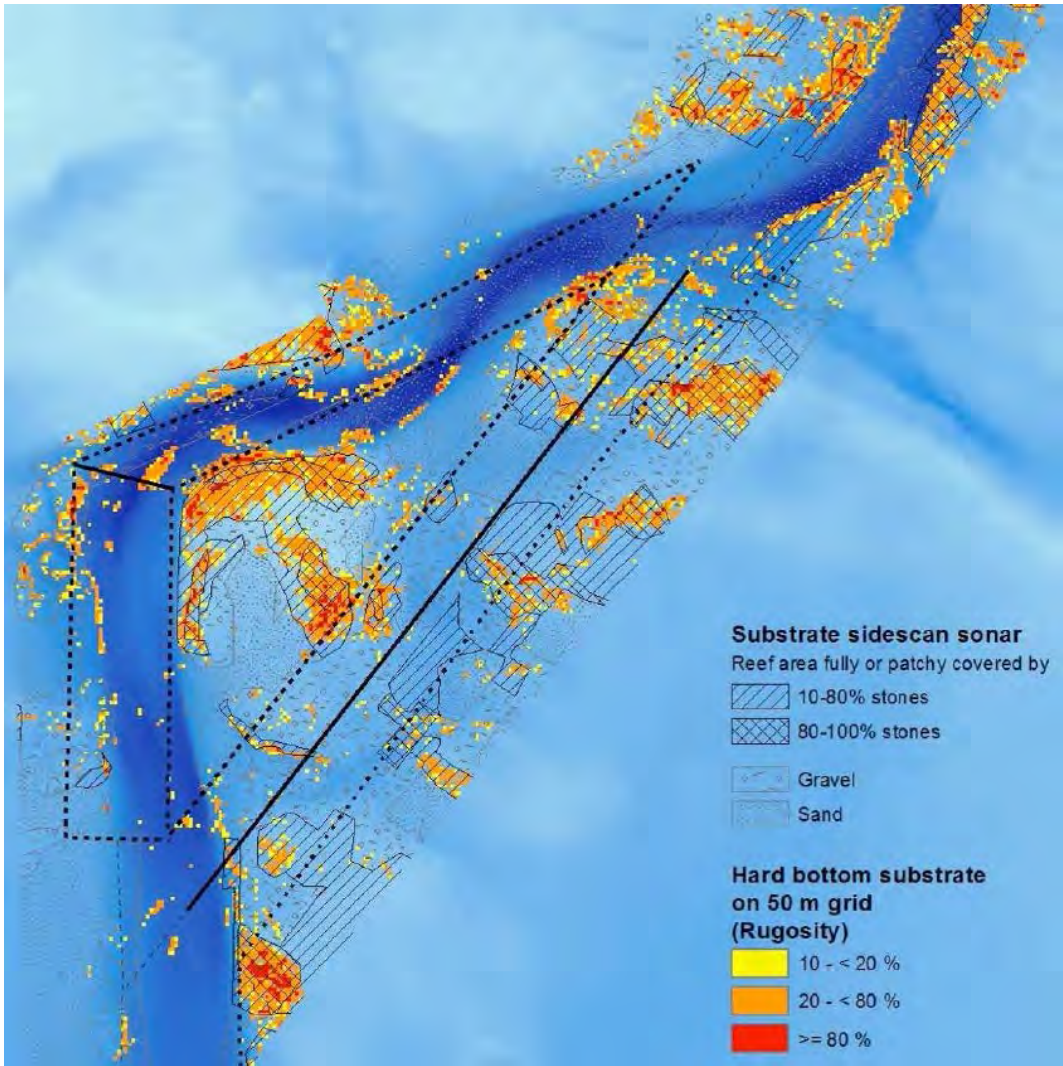 Substrate sidescan sonar
Reef area fully or patchy covered by
10-80% stones
80-100% stones
Gravel
Sand
Hard bottom substrate
on 50 m grid
(Rugosity)
10 - < 20 %
20 - < 80 %
>= 80 %